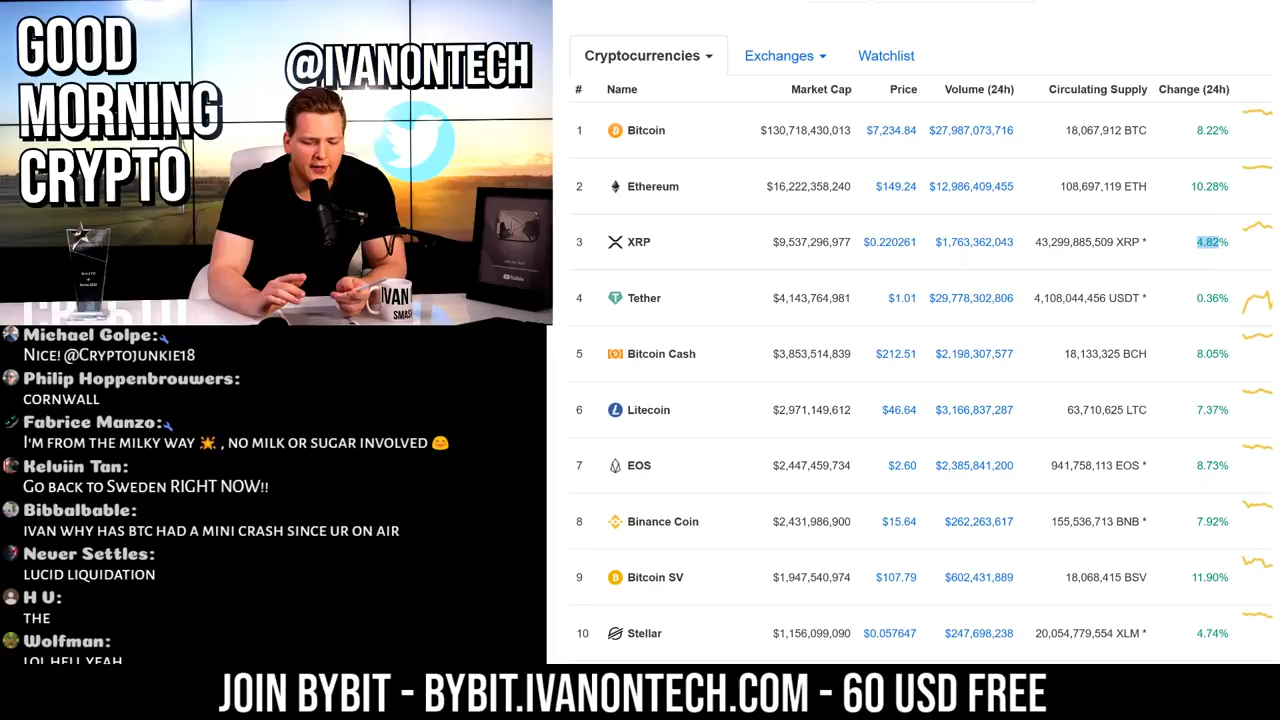 GOOD
MORNING
CRYPTO
@IVANONTECH
IVAN
SMAS
YouTube
Michael Golpe:
Nice! @Cryptojunkie18
Philip Hoppenbrouwers:
CORNWALL
Fabrice Manzo:
I'm from the milky way 🌟 , no milk or sugar involved 😊
Kelviin Tan:
Go back to Sweden RIGHT NOW!!
Bibbalbable:
IVAN WHY HAS BTC HAD A MINI CRASH SINCE UR ON AIR
Never Settles:
LUCID LIQUIDATION
H U:
THE
Wolfman:
LOL HELL YEAH
Cryptocurrencies Exchanges Watchlist
# Name Market Cap Price Volume (24h) Circulating Supply Change (24h)
1 Bitcoin $130,718,430,013 $7,234.84 $27,987,073,716 18,067,912 BTC 8.22%
2 Ethereum $16,222,358,240 $149.24 $12,986,409,455 108,697,119 ETH 10.28%
3 XRP $9,537,296,977 $0.220261 $1,763,362,043 43,299,885,509 XRP * 4.82%
4 Tether $4,143,764,981 $1.01 $29,778,302,806 4,108,044,456 USDT * 0.36%
5 Bitcoin Cash $3,853,514,839 $212.51 $2,198,307,577 18,133,325 BCH 8.05%
6 Litecoin $2,971,149,612 $46.64 $3,166,837,287 63,710,625 LTC 7.37%
7 EOS $2,447,459,734 $2.60 $2,385,841,200 941,758,113 EOS * 8.73%
8 Binance Coin $2,431,986,900 $15.64 $262,263,617 155,536,713 BNB * 7.92%
9 Bitcoin SV $1,947,540,974 $107.79 $602,431,889 18,068,415 BSV 11.90%
10 Stellar $1,156,099,090 $0.057647 $247,698,238 20,054,779,554 XLM * 4.74%
JOIN BYBIT - BYBIT.IVANONTECH.COM - 60 USD FREE